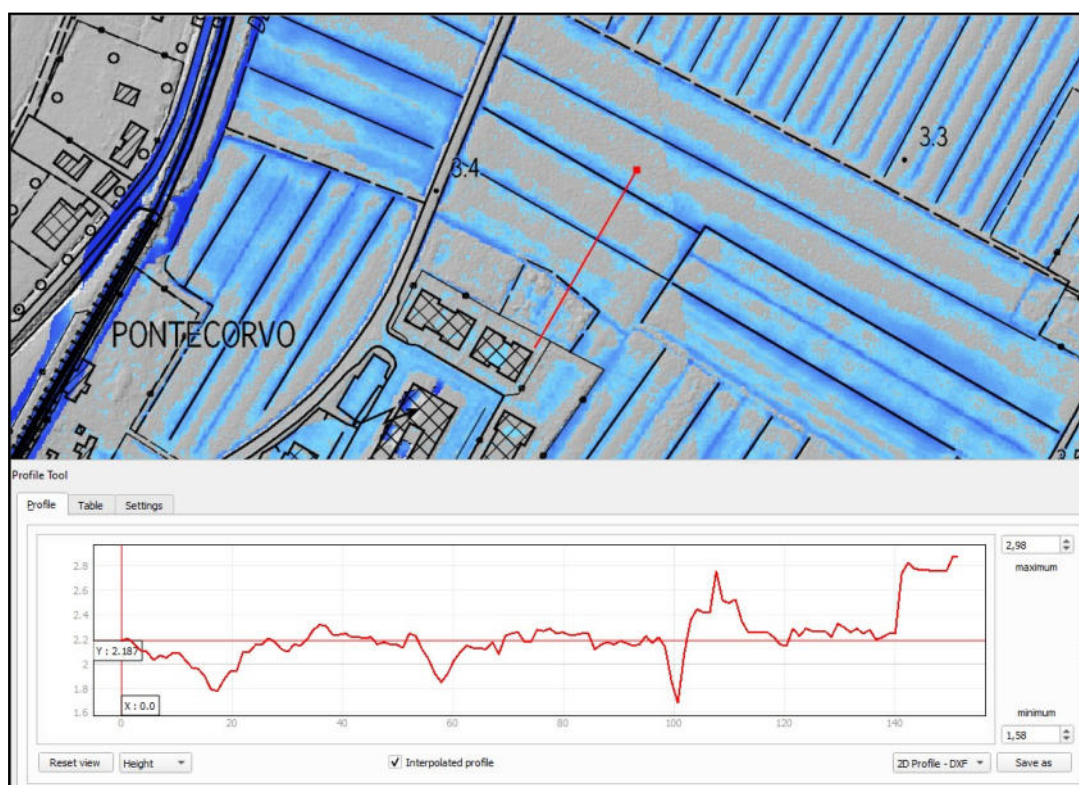 3.3
3.4
PONTECORVO
Profile Tool
Profile Table Settings
2,98
maximum
2.8
2.6
2.4
2.2
2
1.8
1.6
Y : 2.187
X : 0.0
0 20 40 60 80 100 120 140
minimum
1,58
Reset view Height Interpolated profile 2D Profile - DXF Save as